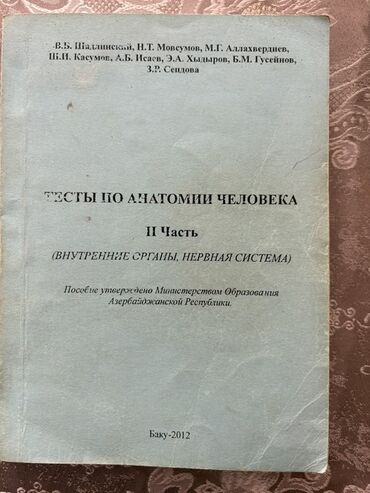 В.Б. Шадлинский, Н.Т. Мовсумов, М.Г. Аллахвердиев,
Ш.И. Касумов, А.Б. Исаев, Э.А. Хыдыров, Б.М. Гусейнов,
З.Р. Сеидова
ТЕСТЫ ПО АНАТОМИИ ЧЕЛОВЕКА
II Часть
(ВНУТРЕННИЕ ОРГАНЫ, НЕРВНАЯ СИСТЕМА)
Пособие утверждено Министерством Образования
Азербайджанской Республики.
Баку-2012